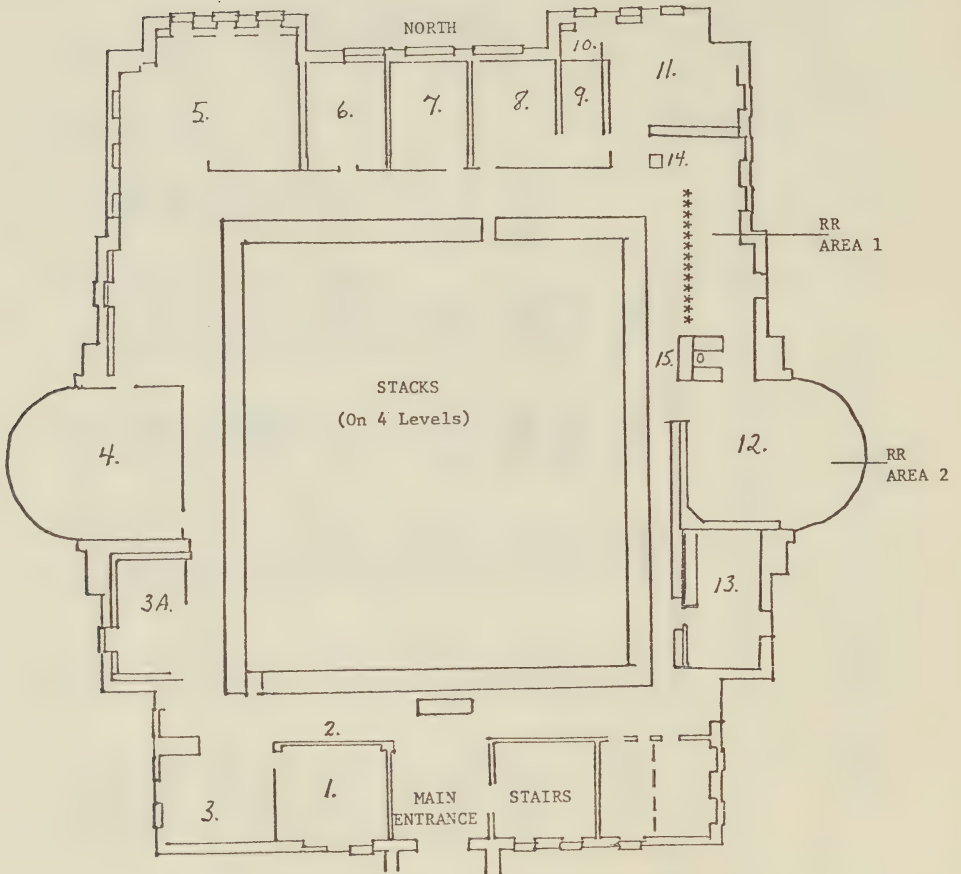 NORTH
10.
11.
5.
6.
7.
8.
9.
14.
RR
AREA 1
************
15.
STACKS
(On 4 Levels)
4.
12.
RR
AREA 2
3A.
13.
2.
1.
3.
MAIN
ENTRANCE
STAIRS